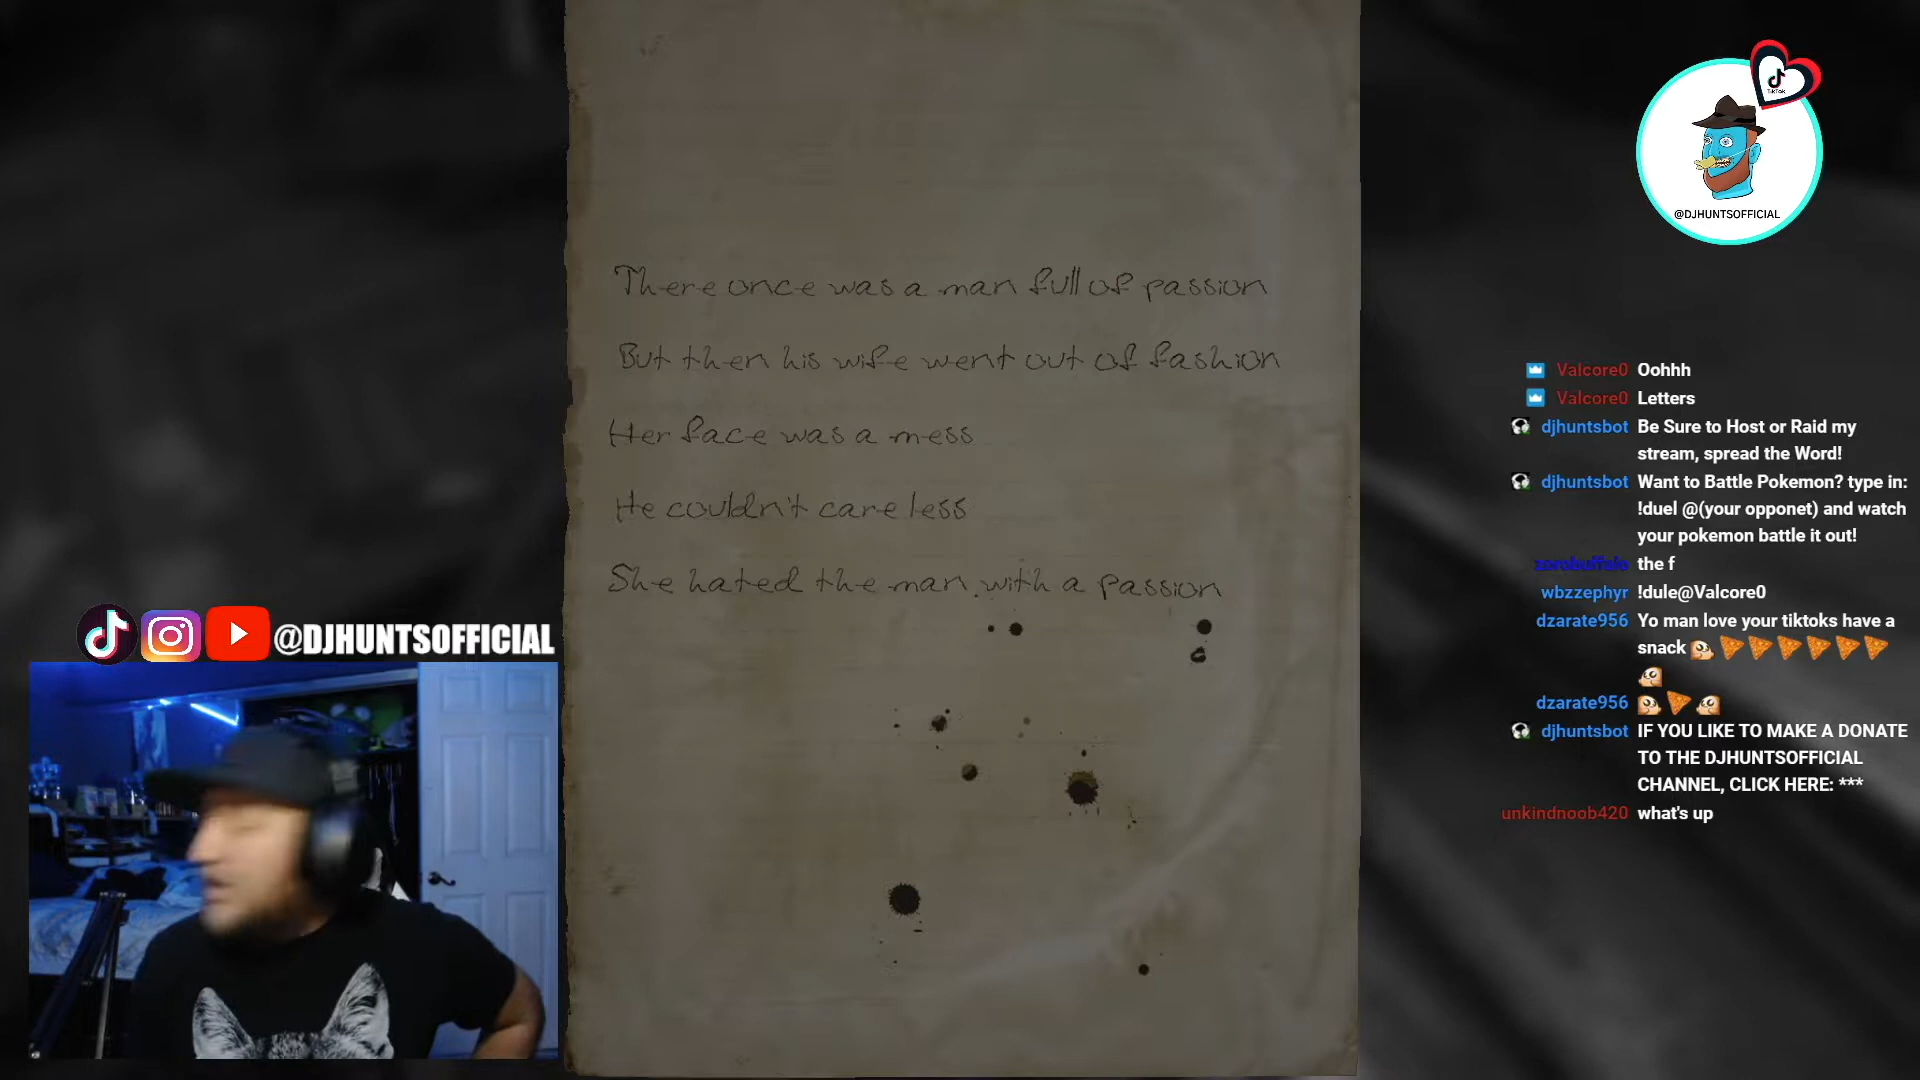 There once was a man full of passion
But then his wife went out of fashion
Her face was a mess
He couldn't care less
She hated the man with a passion
TikTok
@DJHUNTSOFFICIAL
@DJHUNTSOFFICIAL
Valcore0 Oohhh
Valcore0 Letters
djhuntsbot Be Sure to Host or Raid my
stream, spread the Word!
djhuntsbot Want to Battle Pokemon? type in:
!duel @(your opponet) and watch
your pokemon battle it out!
the f
wbzzephyr !dule@Valcore0
dzarate956 Yo man love your tiktoks have a
snack
dzarate956
djhuntsbot IF YOU LIKE TO MAKE A DONATE
TO THE DJHUNTSOFFICIAL
CHANNEL, CLICK HERE: ***
unkindnoob420 what's up